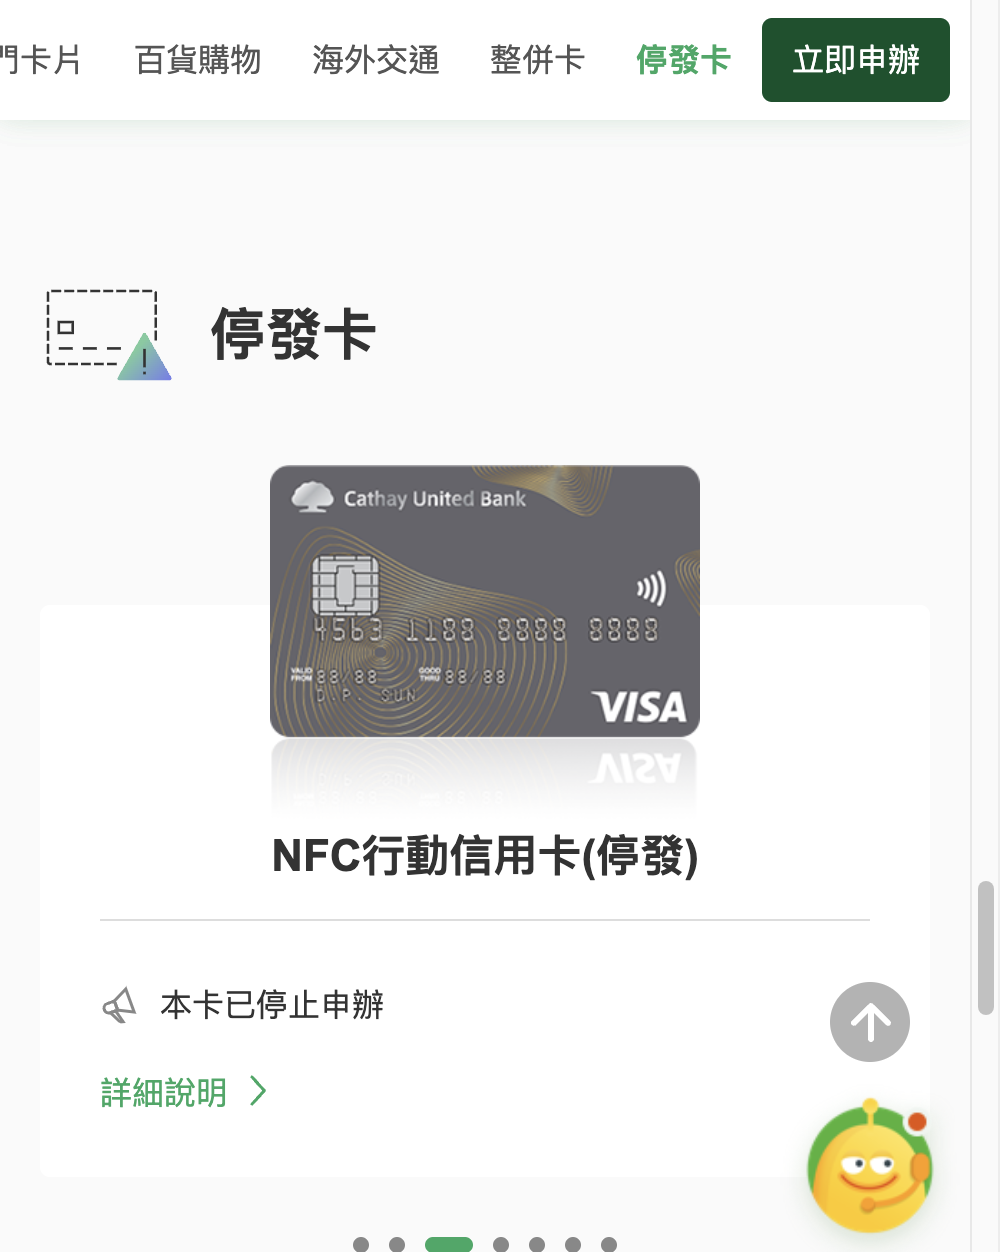 門卡片 百貨購物 海外交通 整併卡 停發卡 立即申辦
停發卡
Cathay United Bank
4563 1188 8888 8888
VALID FROM 88/88 GOOD THRU 88/88
D.P. SUN
VISA
NFC行動信用卡(停發)
本卡已停止申辦
詳細說明